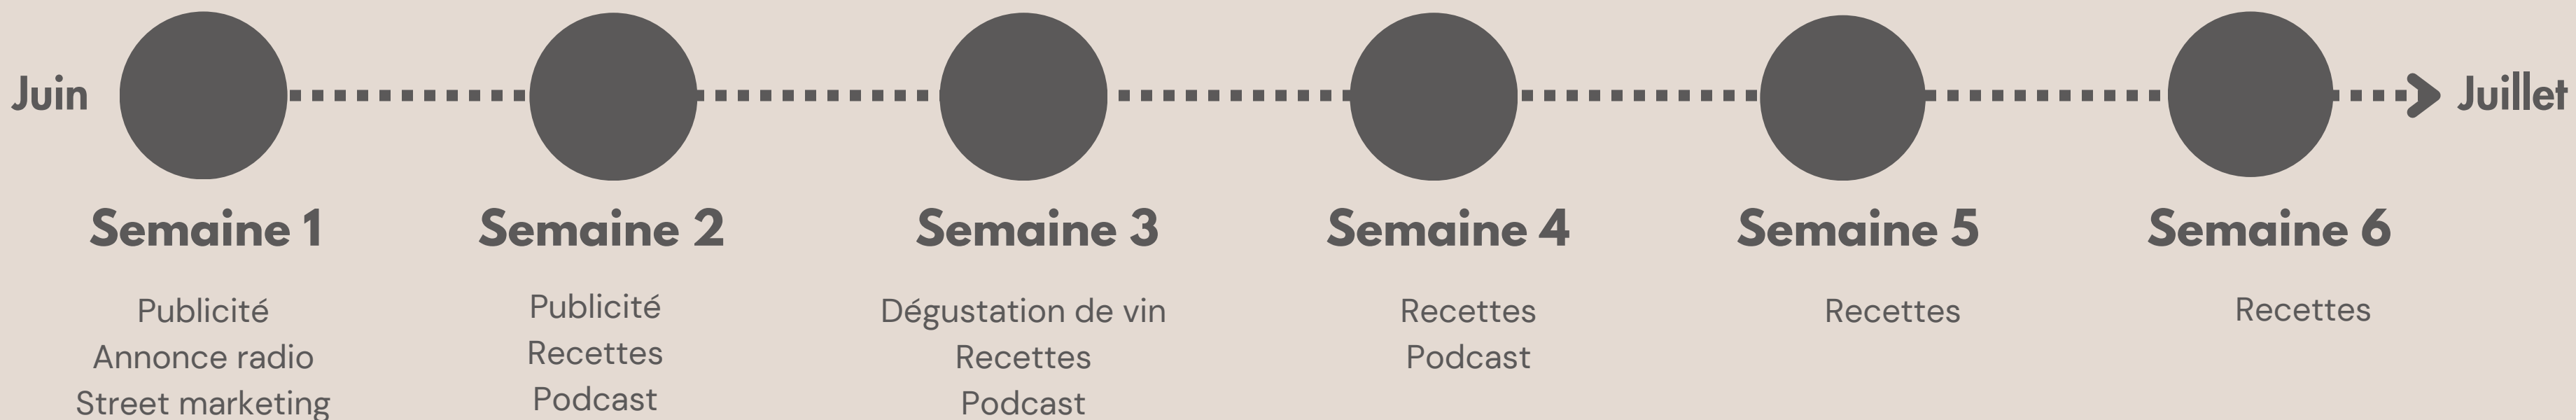 Juin
Juillet
Semaine 1
Publicité
Annonce radio
Street marketing
Semaine 2
Publicité
Recettes
Podcast
Semaine 3
Dégustation de vin
Recettes
Podcast
Semaine 4
Recettes
Podcast
Semaine 5
Recettes
Semaine 6
Recettes